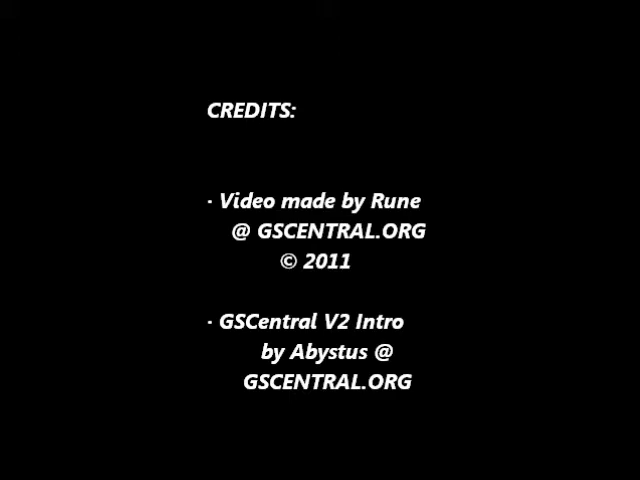 CREDITS:
· Video made by Rune
@ GSCENTRAL.ORG
© 2011
· GSCentral V2 Intro
by Abystus @
GSCENTRAL.ORG